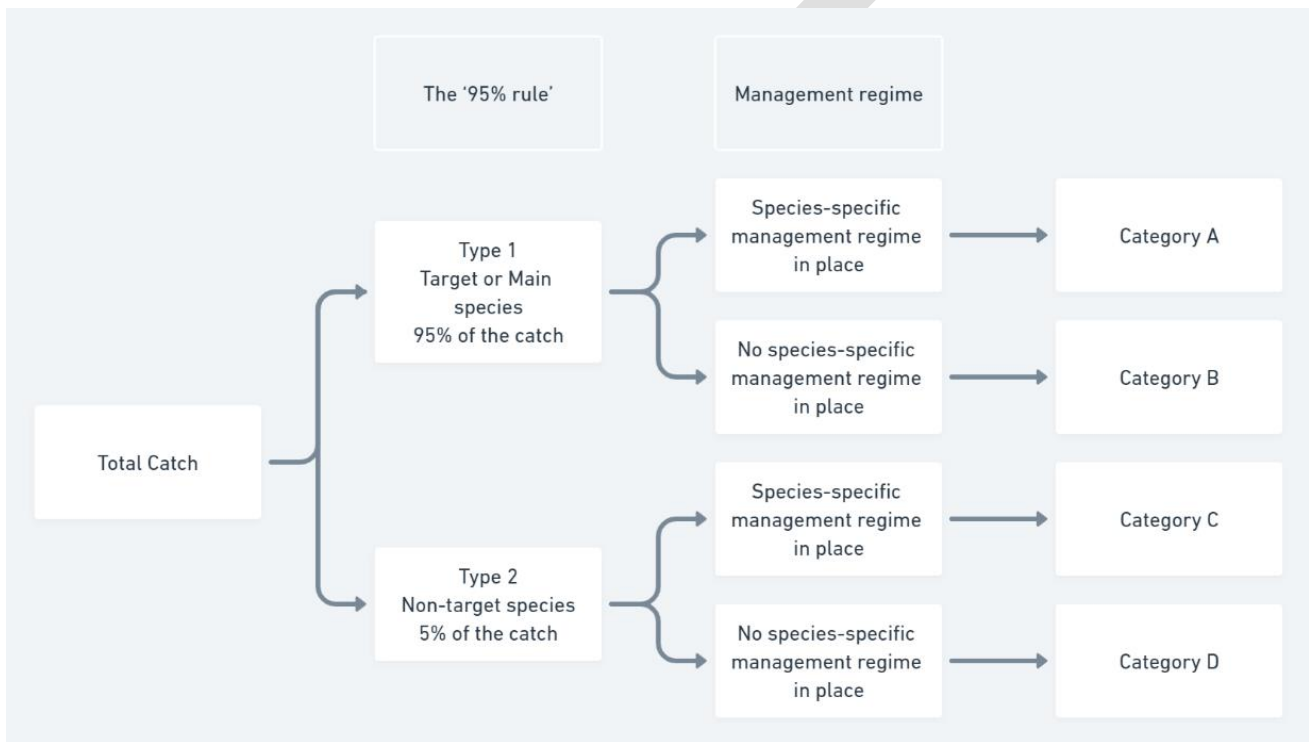 The ‘95% rule’
Management regime
Species-specific
management regime
in place
Category A
Type 1
Target or Main
species
95% of the catch
No species-specific
management regime
in place
Category B
Total Catch
Species-specific
management regime
in place
Category C
Type 2
Non-target species
5% of the catch
No species-specific
management regime
in place
Category D